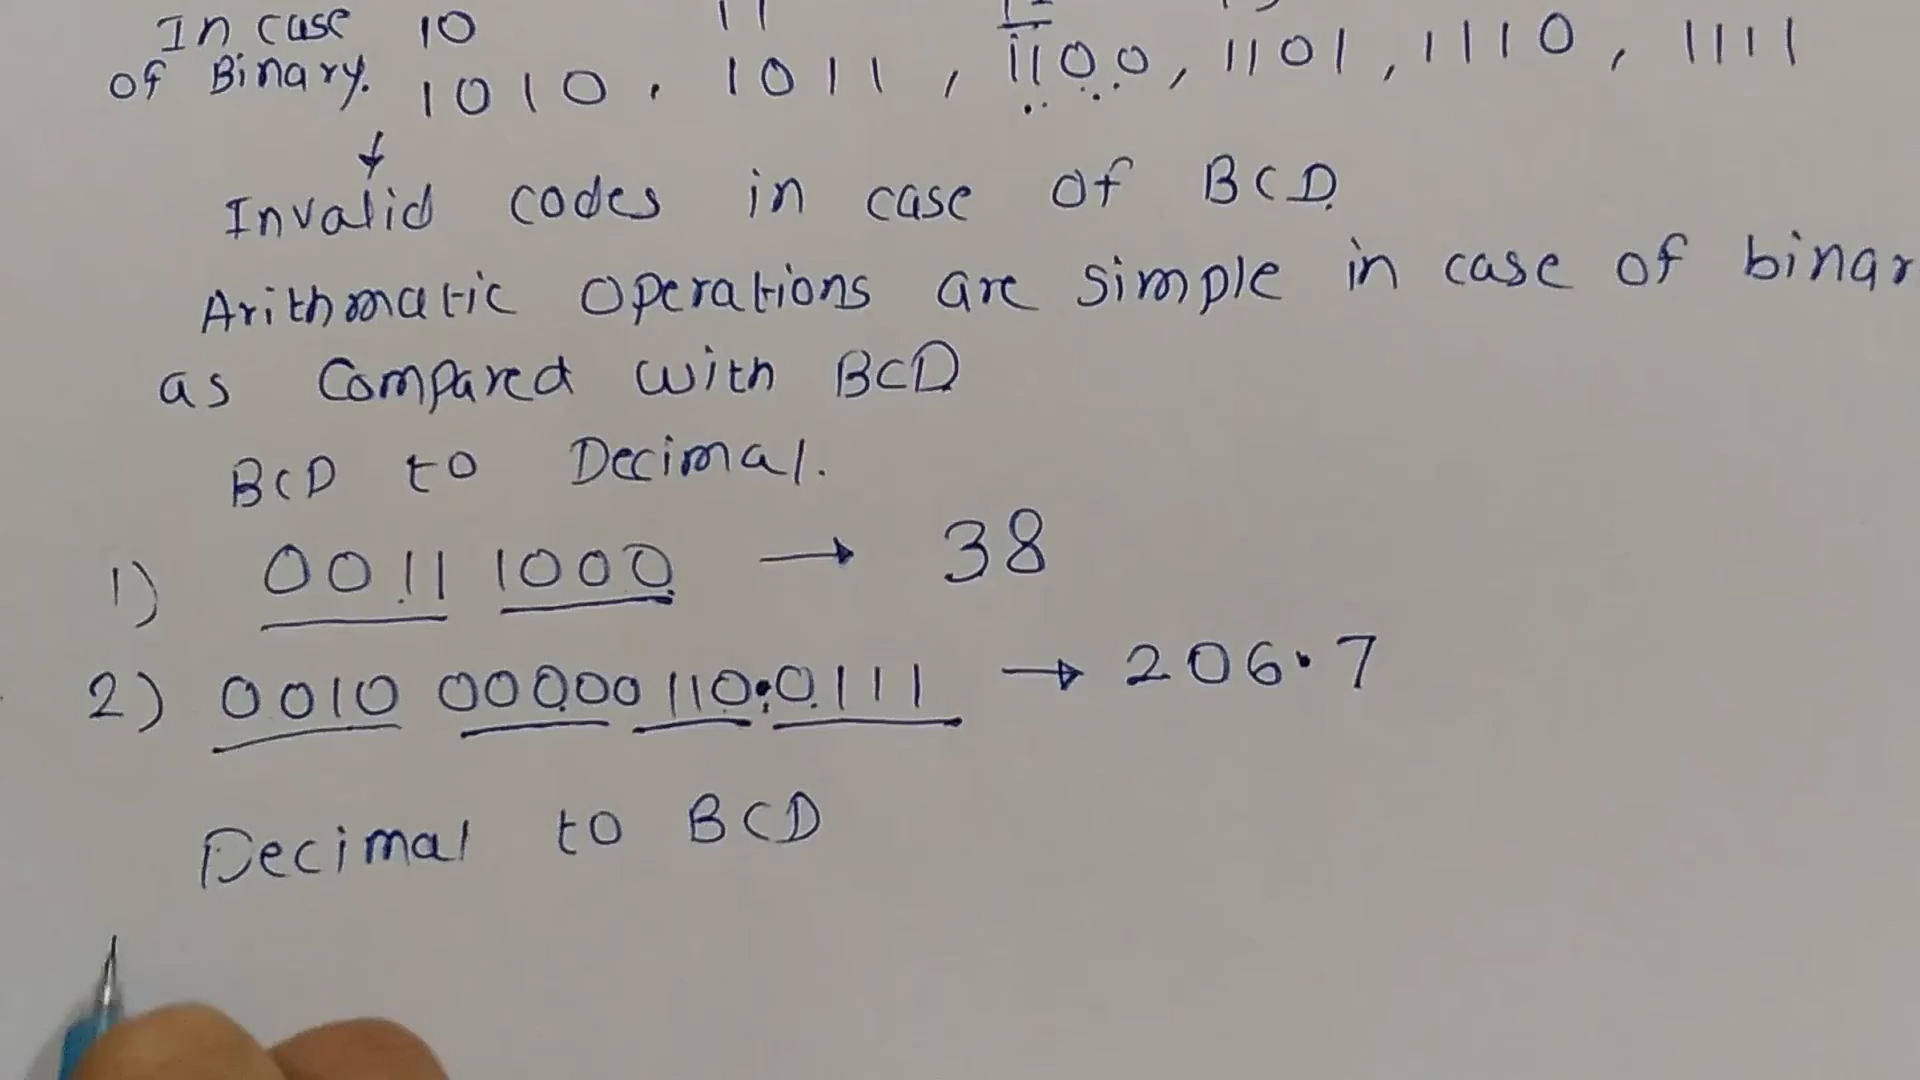 In case 10 11
of Binary. 1010, 1011, 1100, 1101, 1110, 1111
Invalid codes in case of BCD.
Arithmatic operations are simple in case of binar
as Compared with BCD
BCD to Decimal.
1) 0011 1000 → 38
2) 0010 0000 0110.0111 → 206.7
Decimal to BCD